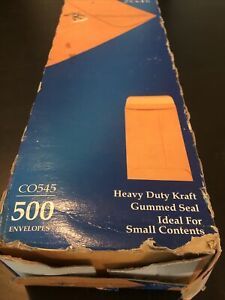 CO545
500
ENVELOPES
Heavy Duty Kraft
Gummed Seal
Ideal For
Small Contents